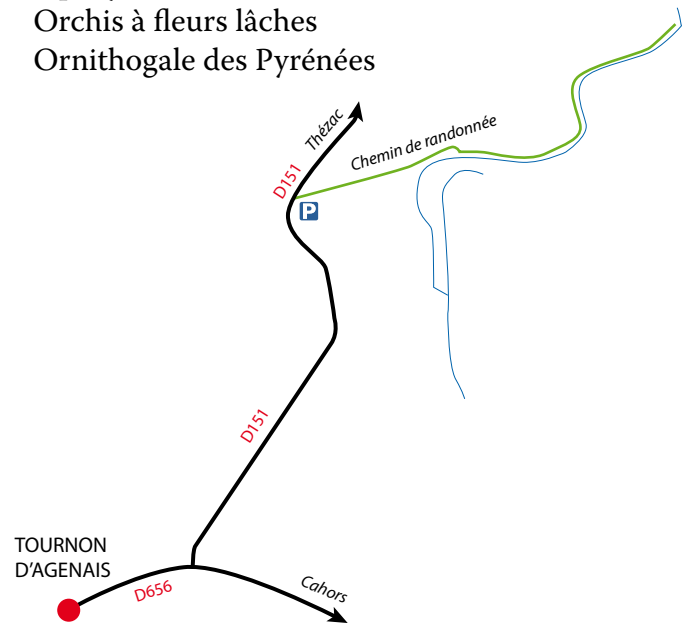 Orchis à fleurs lâches
Ornithogale des Pyrénées
Thézac
Chemin de randonnée
D151
P
D151
TOURNON
D'AGENAIS
D656
Cahors